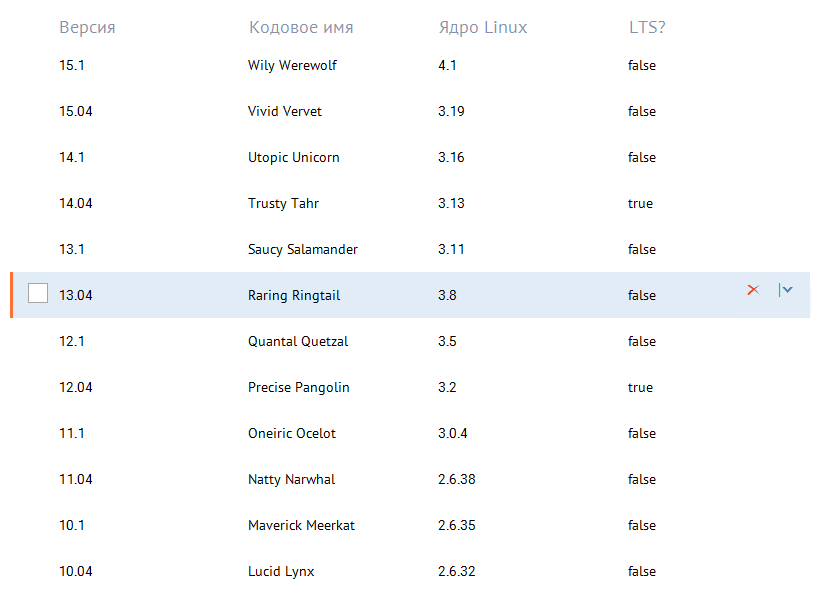 Версия Кодовое имя Ядро Linux LTS?
15.1 Wily Werewolf 4.1 false
15.04 Vivid Vervet 3.19 false
14.1 Utopic Unicorn 3.16 false
14.04 Trusty Tahr 3.13 true
13.1 Saucy Salamander 3.11 false
13.04 Raring Ringtail 3.8 false
12.1 Quantal Quetzal 3.5 false
12.04 Precise Pangolin 3.2 true
11.1 Oneiric Ocelot 3.0.4 false
11.04 Natty Narwhal 2.6.38 false
10.1 Maverick Meerkat 2.6.35 false
10.04 Lucid Lynx 2.6.32 false